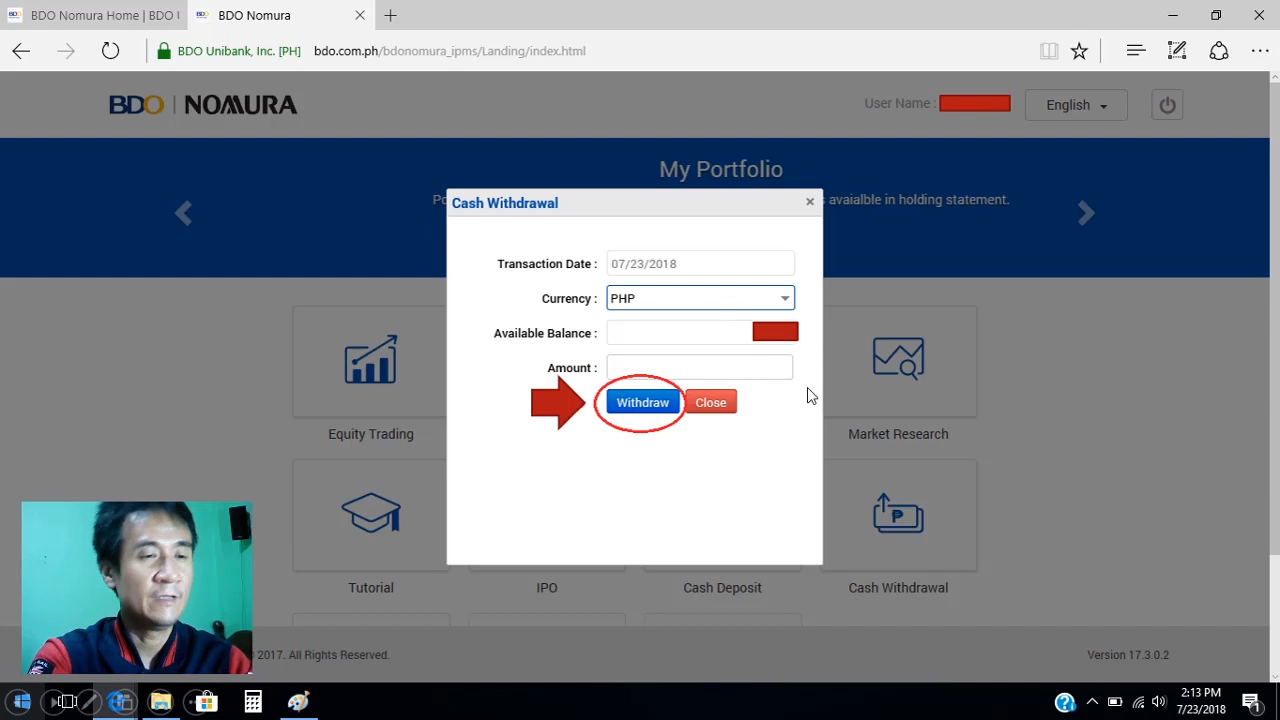 BDO Nomura Home | BDO U
BDO Nomura
BDO Unibank, Inc. [PH]
bdo.com.ph/bdonomura_ipms/Landing/index.html
BDO | NOMURA
User Name :
English
My Portfolio
Po
s avaialble in holding statement.
Cash Withdrawal
×
Transaction Date : 07/23/2018
Currency : PHP
Available Balance :
Amount :
Withdraw
Close
Equity Trading
Market Research
P
Tutorial
IPO
Cash Deposit
Cash Withdrawal
2017. All Rights Reserved.
Version 17.3.0.2
2:13 PM
7/23/2018
1